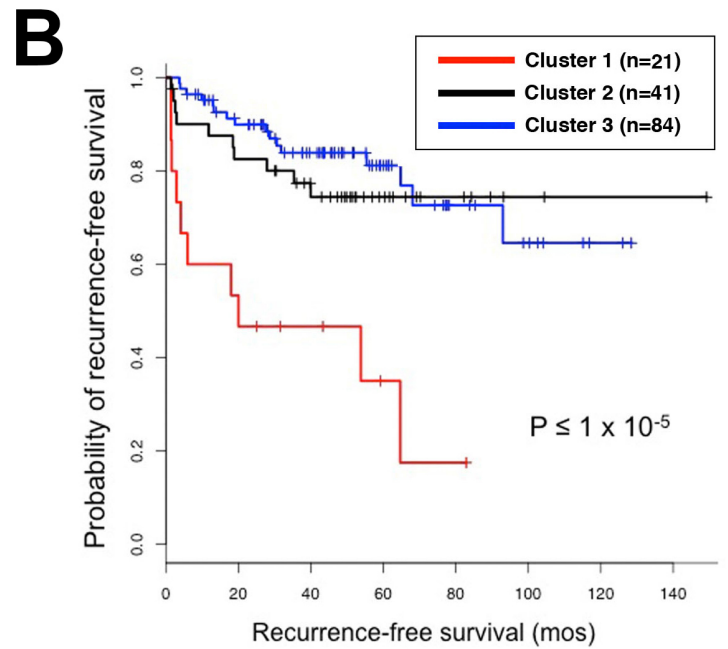 B
Cluster 1 (n=21)
Cluster 2 (n=41)
Cluster 3 (n=84)
Probability of recurrence-free survival
1.0
0.8
0.6
0.4
0.2
0.0
P ≤ 1 x 10⁻⁵
0 20 40 60 80 100 120 140
Recurrence-free survival (mos)